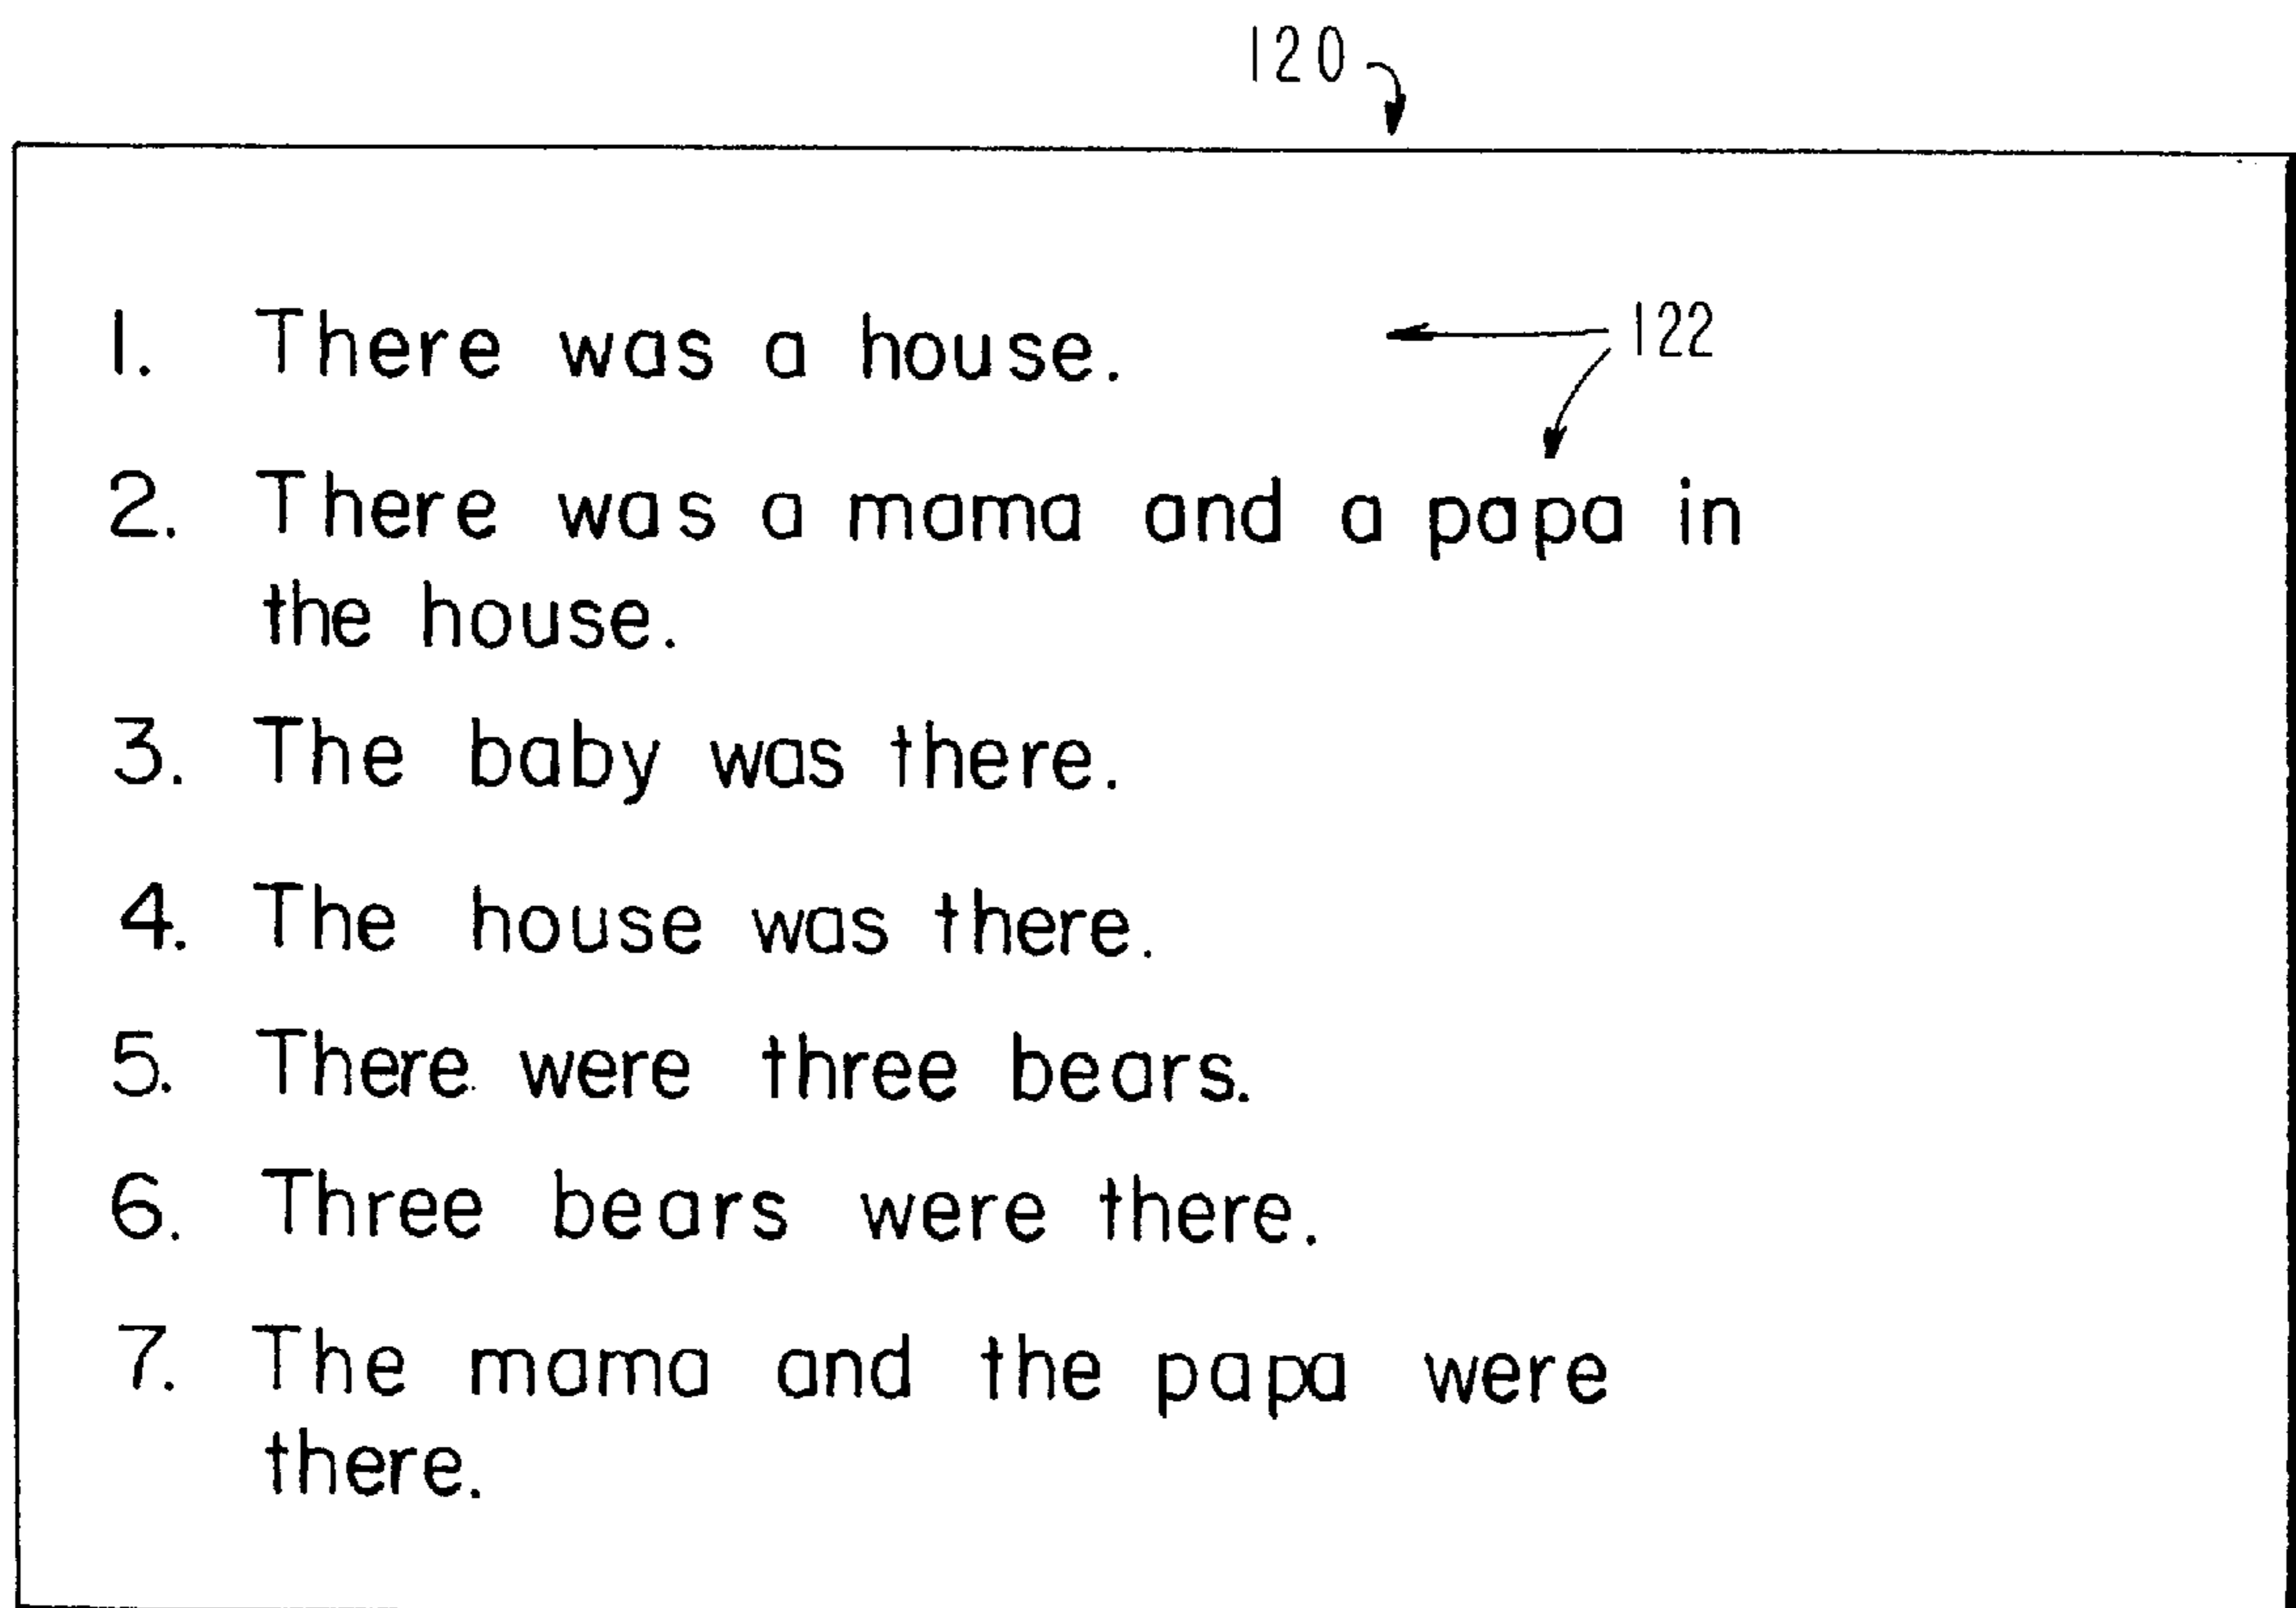 120
1. There was a house.
122
2. There was a mama and a papa in
the house.
3. The baby was there.
4. The house was there.
5. There were three bears.
6. Three bears were there.
7. The mama and the papa were
there.